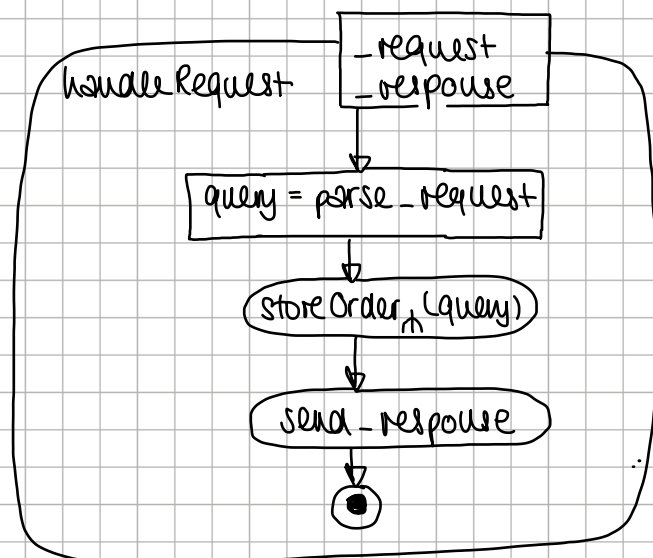 _request
handleRequest
_response
query = parse_request
storeOrder (query)
send_response